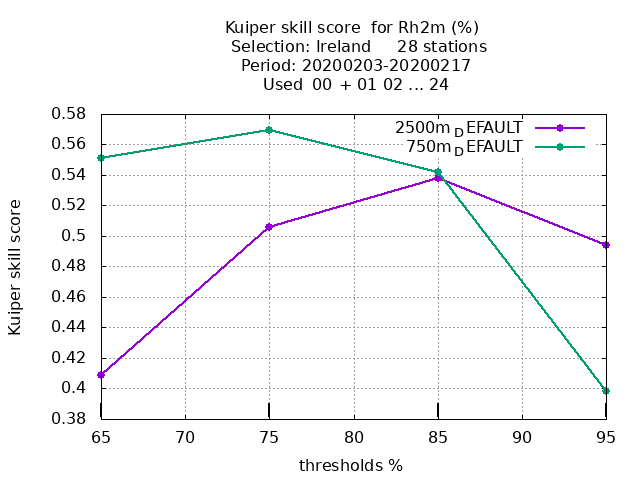 Kuiper skill score  for Rh2m (%)
Selection: Ireland     28 stations
Period: 20200203-20200217
Used  00 + 01 02 ... 24
2500m_DEFAULT
750m_DEFAULT
0.58
0.56
0.54
0.52
0.5
0.48
0.46
0.44
0.42
0.4
0.38
Kuiper skill score
65 70 75 80 85 90 95
thresholds %